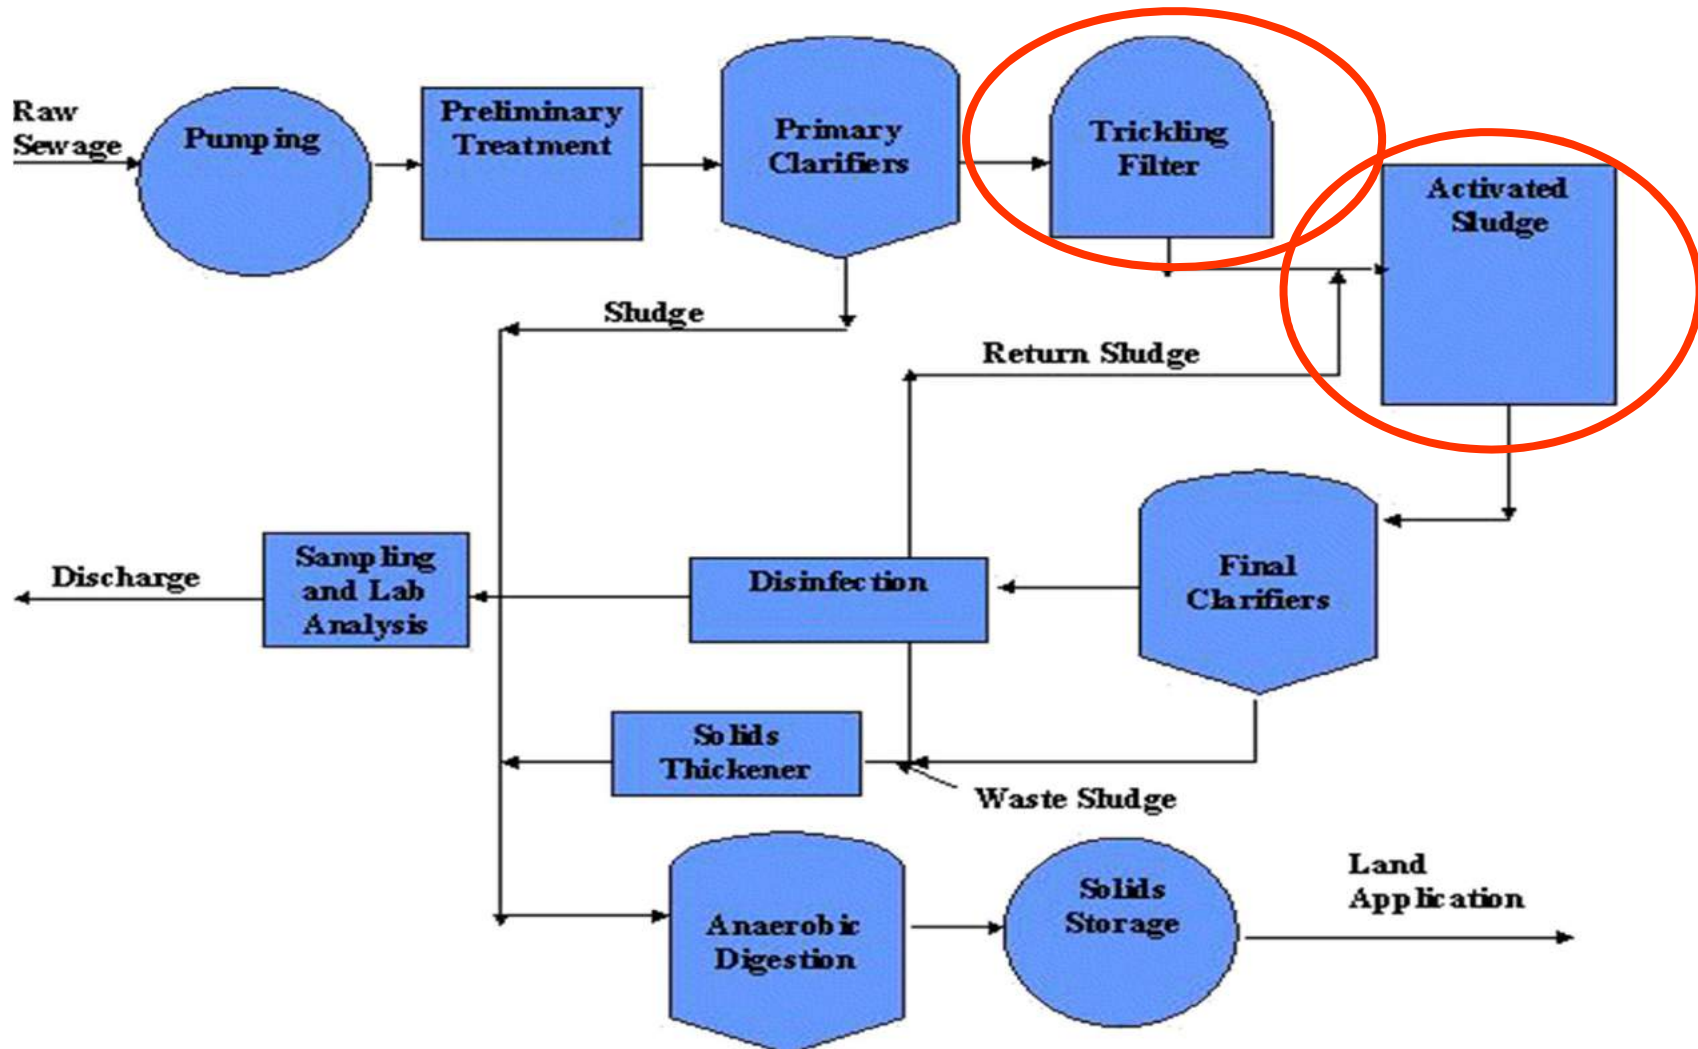 Raw
Sewage
Pumping
Preliminary
Treatment
Primary
Clarifiers
Trickling
Filter
Activated
Sludge
Sludge
Return Sludge
Final
Clarifiers
Disinfection
Sampling
and Lab
Analysis
Discharge
Solids
Thickener
Waste Sludge
Anaerobic
Digestion
Solids
Storage
Land
Application